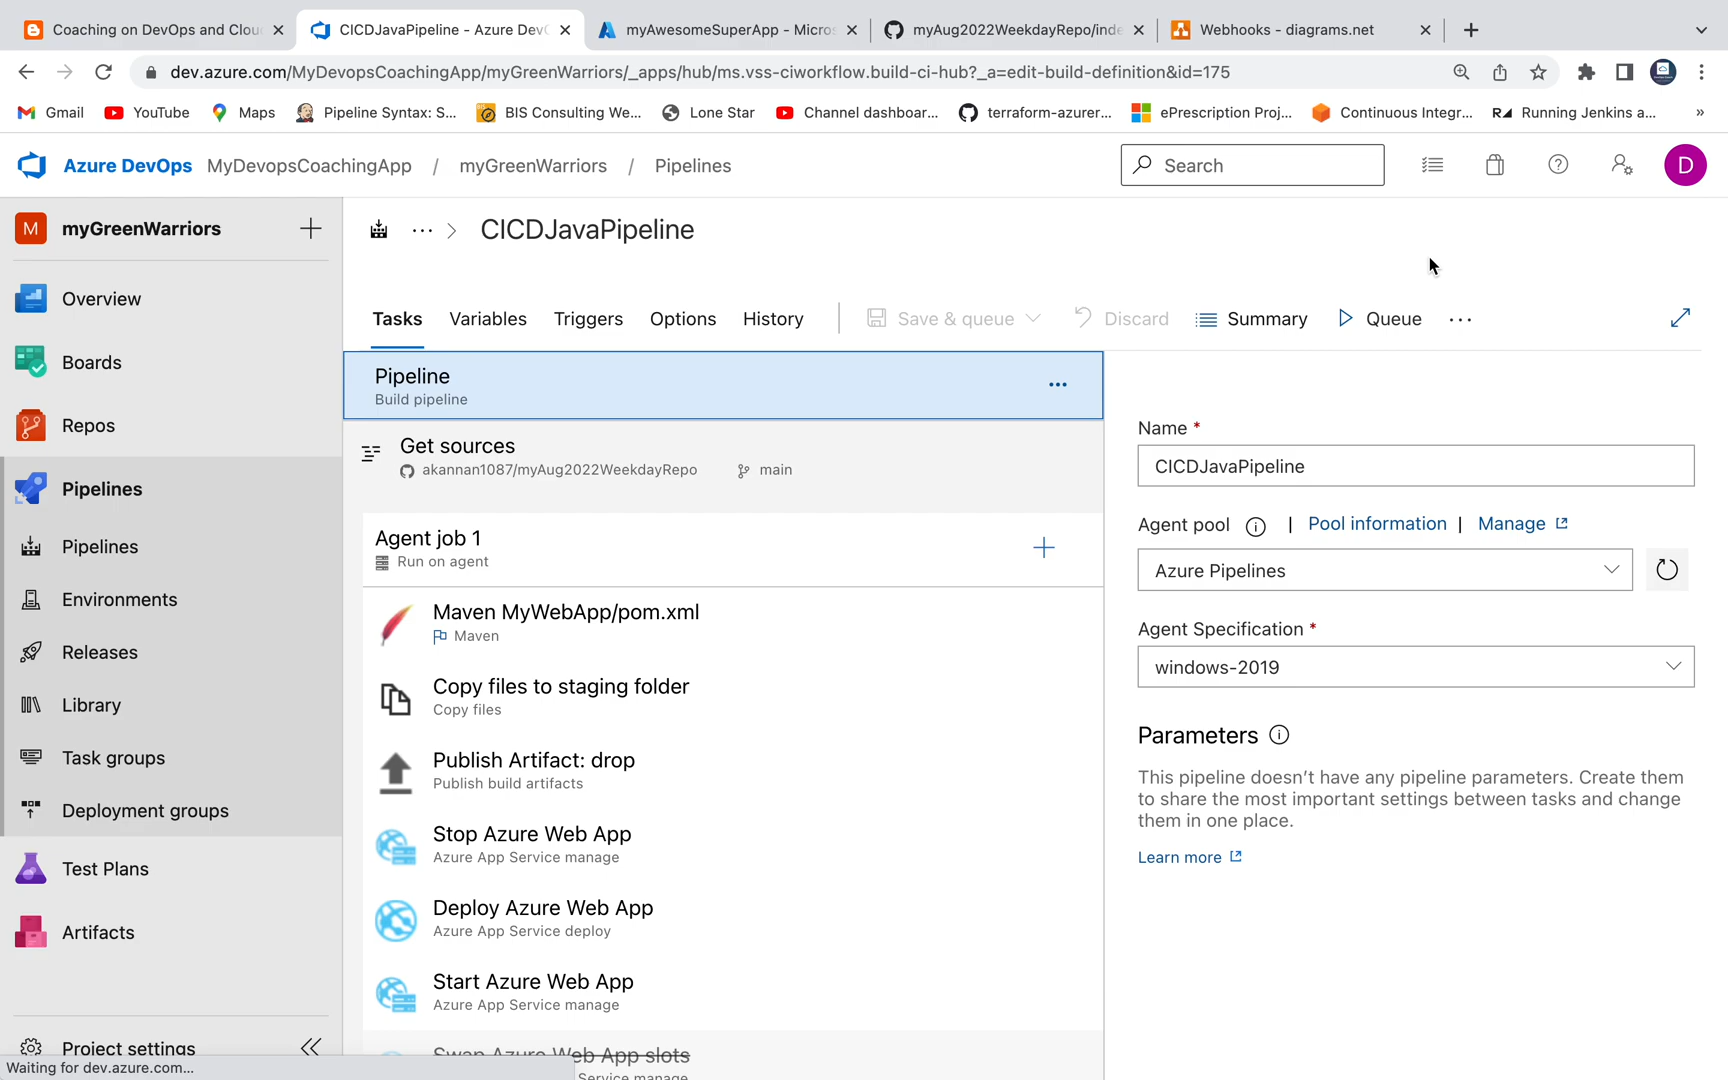 Coaching on DevOps and Clou
CICDJavaPipeline - Azure Dev
myAwesomeSuperApp - Micros
myAug2022WeekdayRepo/inde
Webhooks - diagrams.net
dev.azure.com/MyDevopsCoachingApp/myGreenWarriors/_apps/hub/ms.vss-ciworkflow.build-ci-hub?_a=edit-build-definition&id=175
Gmail
YouTube
Maps
Pipeline Syntax: S...
BIS Consulting We...
Lone Star
Channel dashboar...
terraform-azurer...
ePrescription Proj...
Continuous Integr...
Running Jenkins a...
»
Azure DevOps MyDevopsCoachingApp / myGreenWarriors / Pipelines
Search
D
M myGreenWarriors
Overview
Boards
Repos
Pipelines
Pipelines
Environments
Releases
Library
Task groups
Deployment groups
Test Plans
Artifacts
Project settings
Waiting for dev.azure.com...
CICDJavaPipeline
Tasks Variables Triggers Options History Save & queue Discard Summary Queue
Pipeline
Build pipeline
Get sources
akannan1087/myAug2022WeekdayRepo main
Agent job 1
Run on agent
Maven MyWebApp/pom.xml
Maven
Copy files to staging folder
Copy files
Publish Artifact: drop
Publish build artifacts
Stop Azure Web App
Azure App Service manage
Deploy Azure Web App
Azure App Service deploy
Start Azure Web App
Azure App Service manage
Swap Azure Web App slots
Service manage
Name *
CICDJavaPipeline
Agent pool | Pool information | Manage
Azure Pipelines
Agent Specification *
windows-2019
Parameters
This pipeline doesn't have any pipeline parameters. Create them
to share the most important settings between tasks and change
them in one place.
Learn more